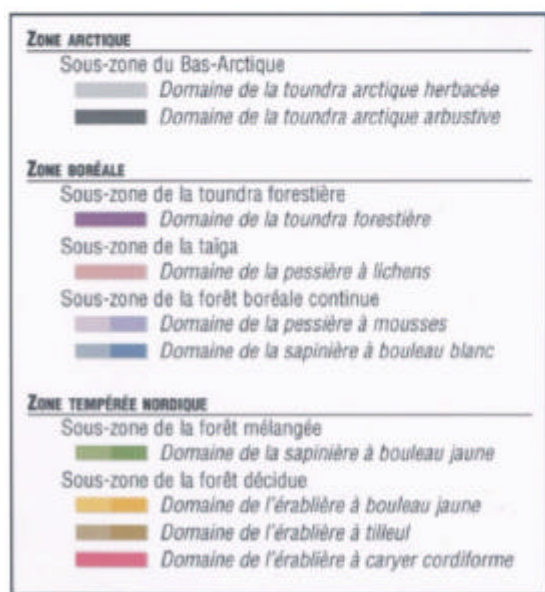 ZONE ARCTIQUE
Sous-zone du Bas-Arctique
Domaine de la toundra arctique herbacée
Domaine de la toundra arctique arbustive
ZONE BORÉALE
Sous-zone de la toundra forestière
Domaine de la toundra forestière
Sous-zone de la taïga
Domaine de la pessière à lichens
Sous-zone de la forêt boréale continue
Domaine de la pessière à mousses
Domaine de la sapinière à bouleau blanc
ZONE TEMPÉRÉE NORDIQUE
Sous-zone de la forêt mélangée
Domaine de la sapinière à bouleau jaune
Sous-zone de la forêt décidue
Domaine de l'érablière à bouleau jaune
Domaine de l'érablière à tilleul
Domaine de l'érablière à caryer cordiforme